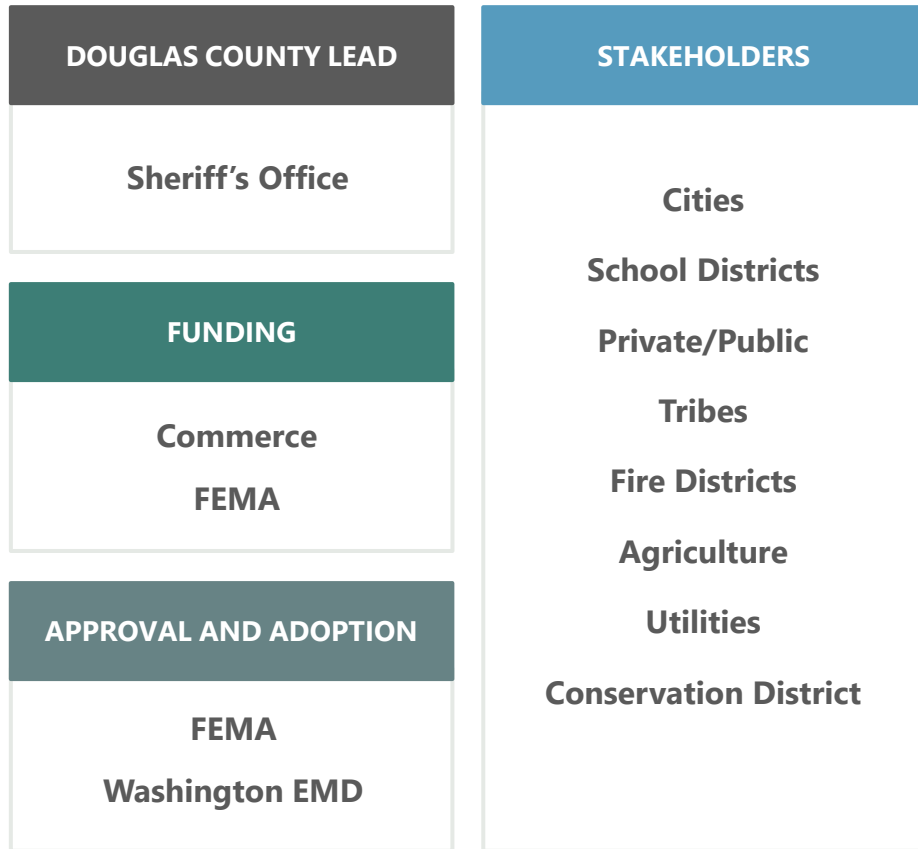 DOUGLAS COUNTY LEAD
Sheriff’s Office
FUNDING
Commerce
FEMA
APPROVAL AND ADOPTION
FEMA
Washington EMD
STAKEHOLDERS
Cities
School Districts
Private/Public
Tribes
Fire Districts
Agriculture
Utilities
Conservation District